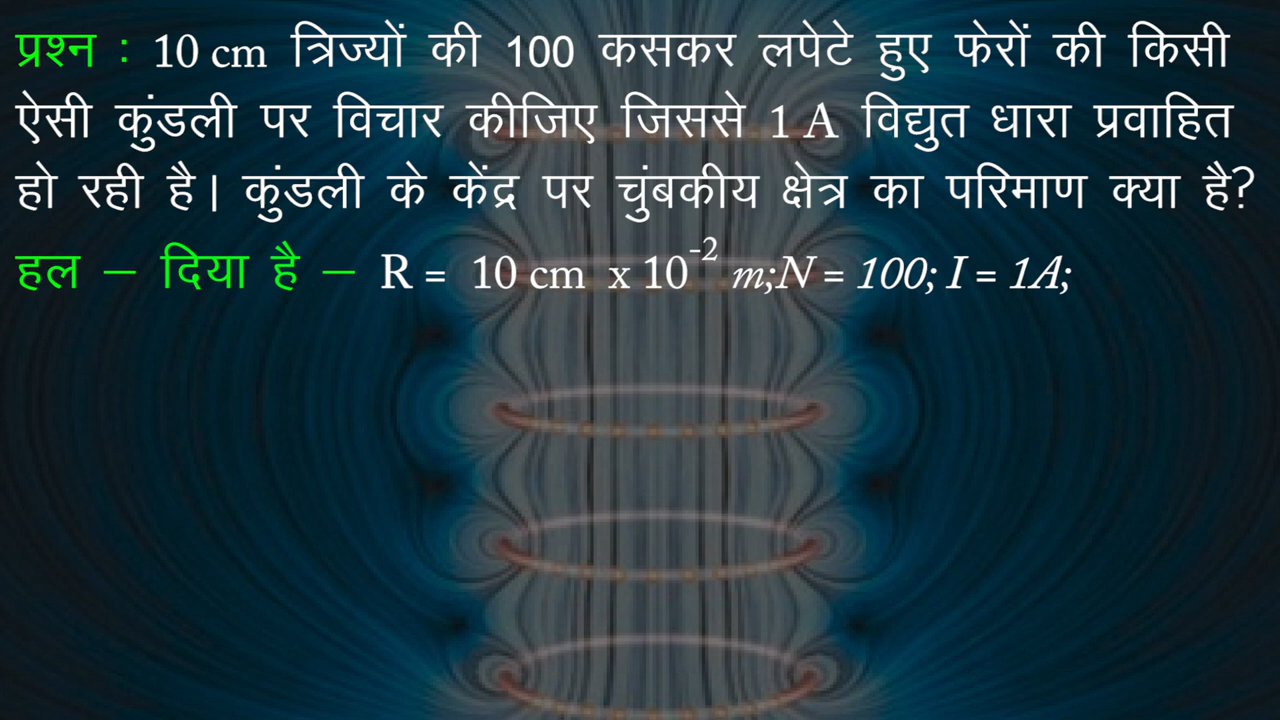 प्रश्न : 10 cm त्रिज्यों की 100 कसकर लपेटे हुए फेरों की किसी
ऐसी कुंडली पर विचार कीजिए जिससे 1 A विद्युत धारा प्रवाहित
हो रही है। कुंडली के केंद्र पर चुंबकीय क्षेत्र का परिमाण क्या है?
हल – दिया है – R = 10 cm x 10⁻² m;N = 100; I = 1A;